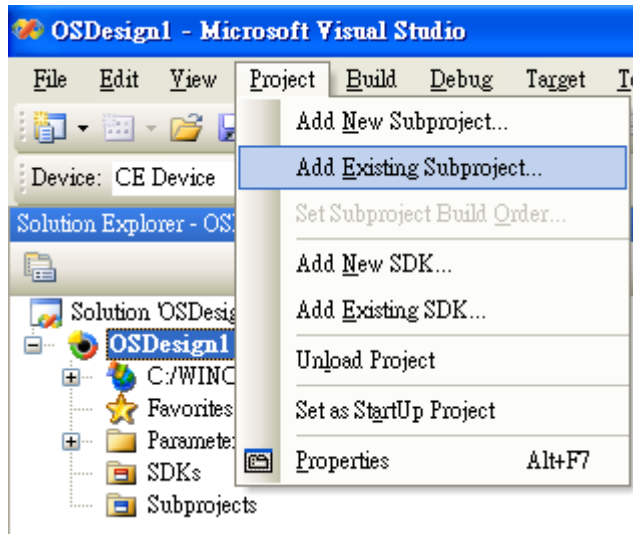 OSDesign1 - Microsoft Visual Studio
File Edit View Project Build Debug Target
Add New Subproject...
Device: CE Device
Add Existing Subproject...
Solution Explorer - OS
Set Subproject Build Order...
Add New SDK...
Solution 'OSDesig
Add Existing SDK...
OSDesign1
Unload Project
C:/WINC
Favorites
Set as StartUp Project
Parameter
Properties Alt+F7
SDKs
Subprojects